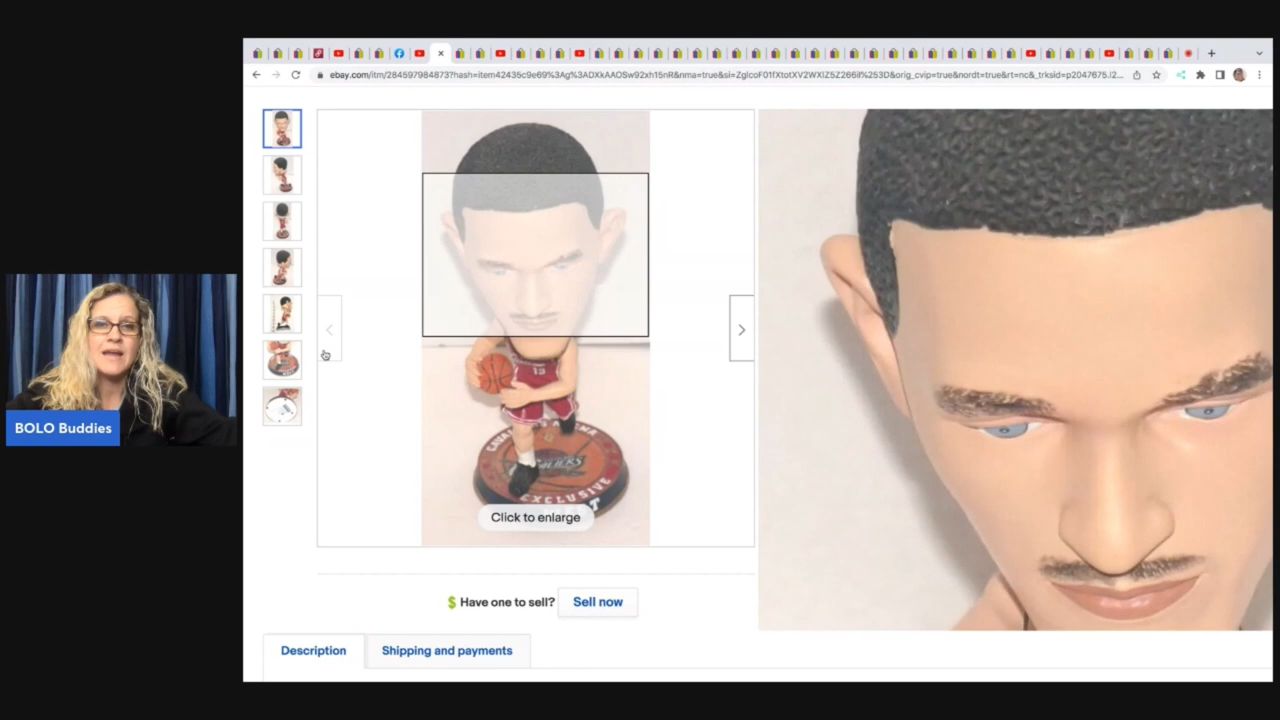 ebay.com/itm/284597984873?hash=item42435c9e69%3Ag%3ADXkAAOSw92xh15nR&nma=true&si=ZglcoF01fXtotXV2WXIZ5Z266iI%253D&orig_cvip=true&nordt=true&rt=nc&_trksid=p2047675.l2...
13
CAVALIERS
EXCLUSIVE
Click to enlarge
BOLO Buddies
$ Have one to sell? Sell now
Description Shipping and payments